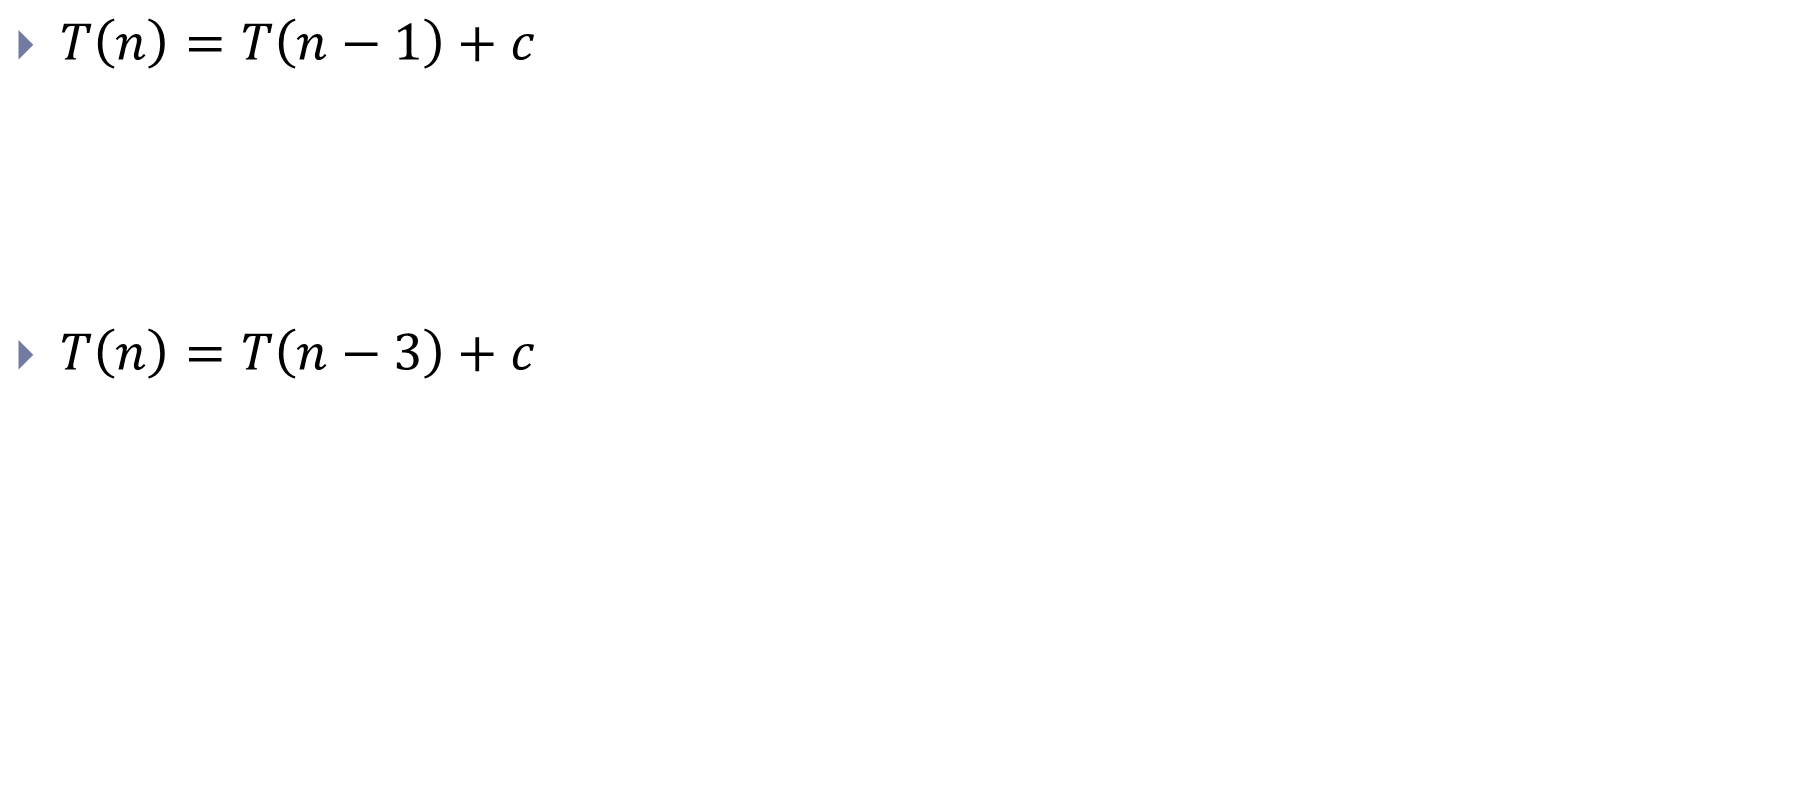 T(n) = T(n − 1) + c
T(n) = T(n − 3) + c